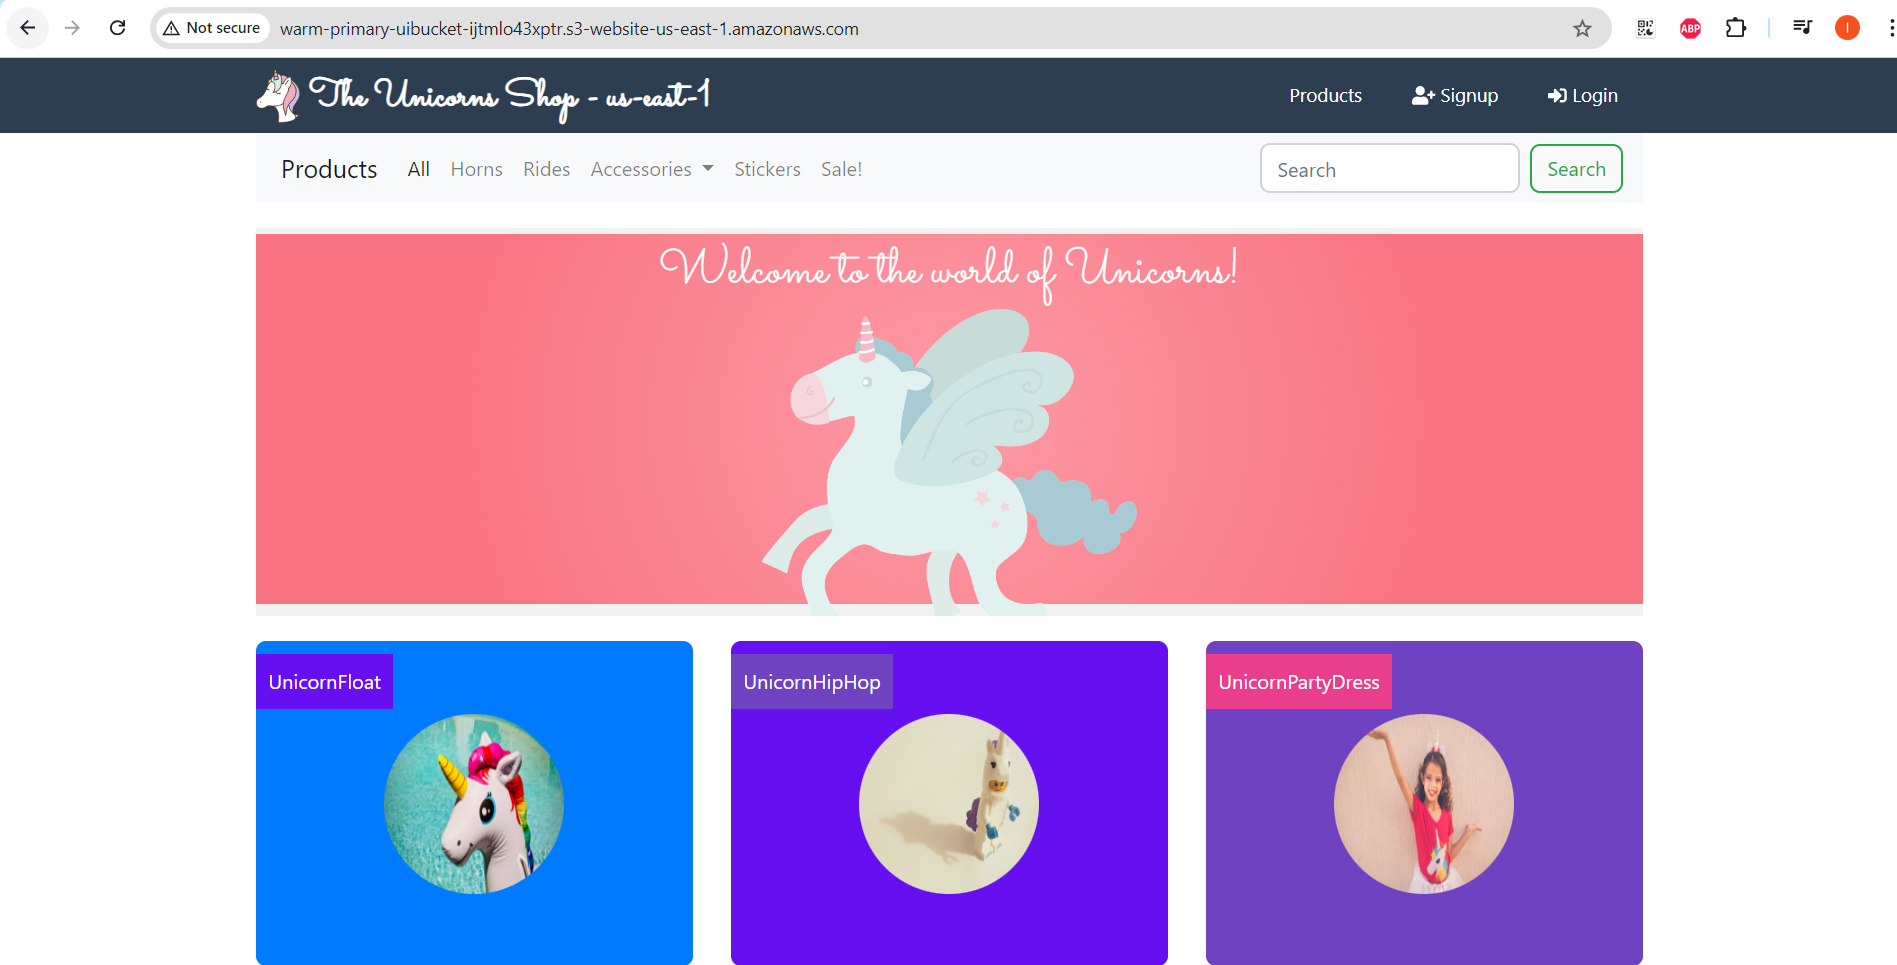 Not secure warm-primary-uibucket-ijtmlo43xptr.s3-website-us-east-1.amazonaws.com
ABP
I
The Unicorns Shop - us-east-1
Products Signup Login
Products All Horns Rides Accessories Stickers Sale! Search Search
Welcome to the world of Unicorns!
UnicornFloat
UnicornHipHop
UnicornPartyDress